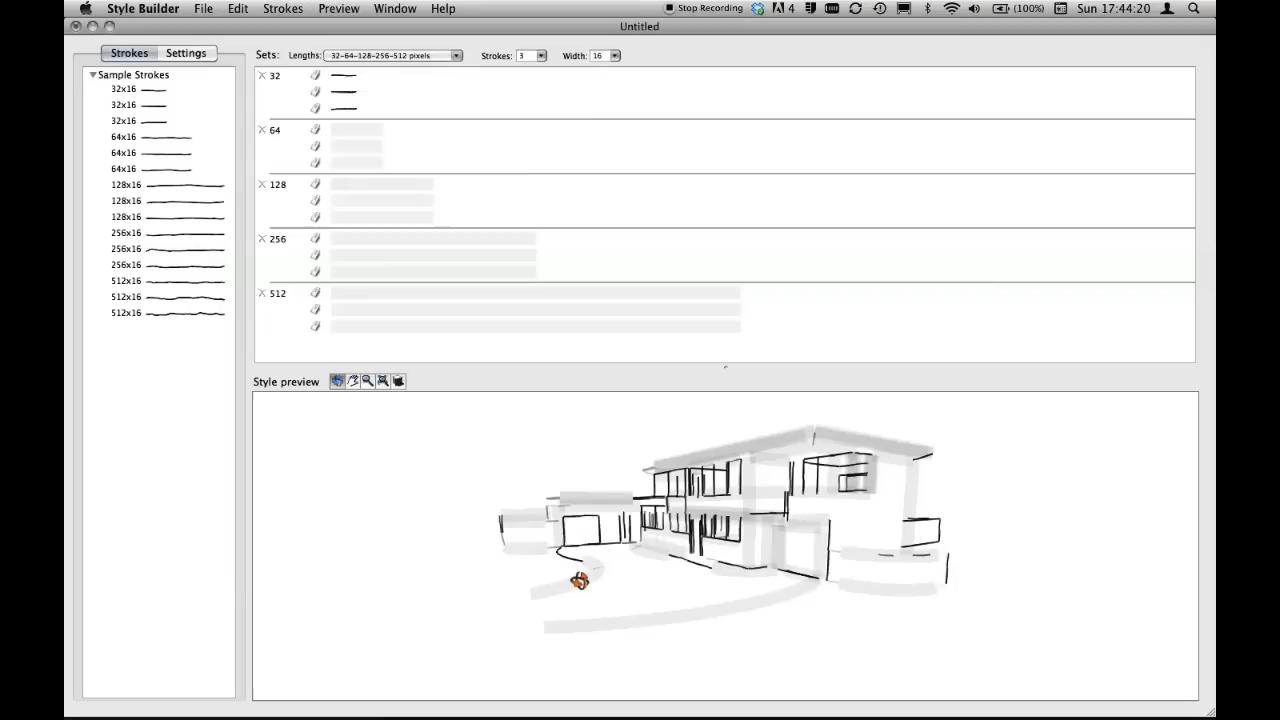 Style Builder File Edit Strokes Preview Window Help Stop Recording 4 (100%) Sun 17:44:20
Untitled
Strokes Settings
Sets: Lengths: 32-64-128-256-512 pixels Strokes: 3 Width: 16
Sample Strokes
32x16
32x16
32x16
64x16
64x16
64x16
128x16
128x16
128x16
256x16
256x16
256x16
512x16
512x16
512x16
32
64
128
256
512
Style preview